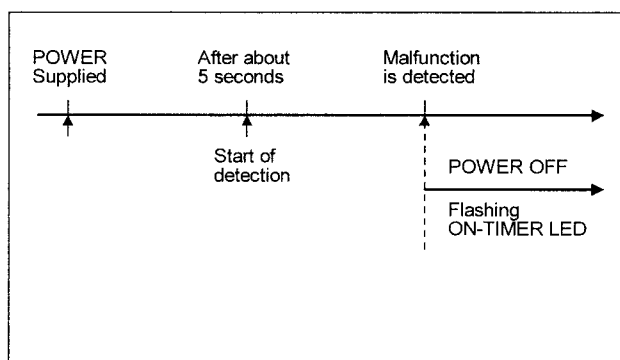 POWER
Supplied
After about
5 seconds
Malfunction
is detected
Start of
detection
POWER OFF
Flashing
ON-TIMER LED